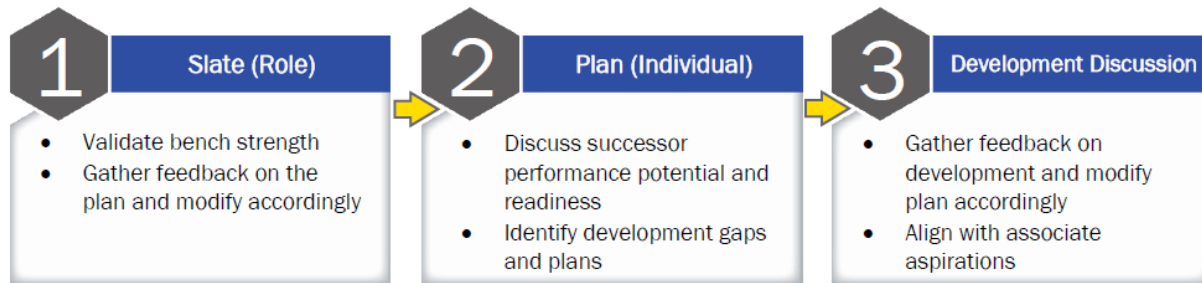 1
Slate (Role)
• Validate bench strength
• Gather feedback on the
plan and modify accordingly
2
Plan (Individual)
• Discuss successor
performance potential and
readiness
• Identify development gaps
and plans
3
Development Discussion
• Gather feedback on
development and modify
plan accordingly
• Align with associate
aspirations